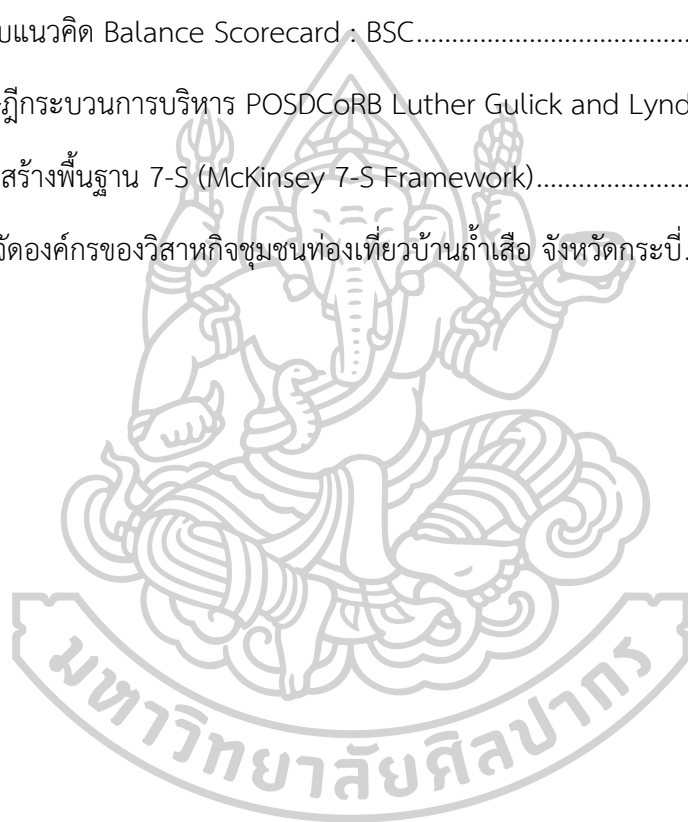 บแนวคิด Balance Scorecard : BSC........................................
ฎีกระบวนการบริหาร POSDCoRB Luther Gulick and Lynd
สร้างพื้นฐาน 7-S (McKinsey 7-S Framework).......................
จัดองค์กรของวิสาหกิจชุมชนท่องเที่ยวบ้านถ้ำเสือ จังหวัดกระบี่.
มหาวิทยาลัยศิลปากร